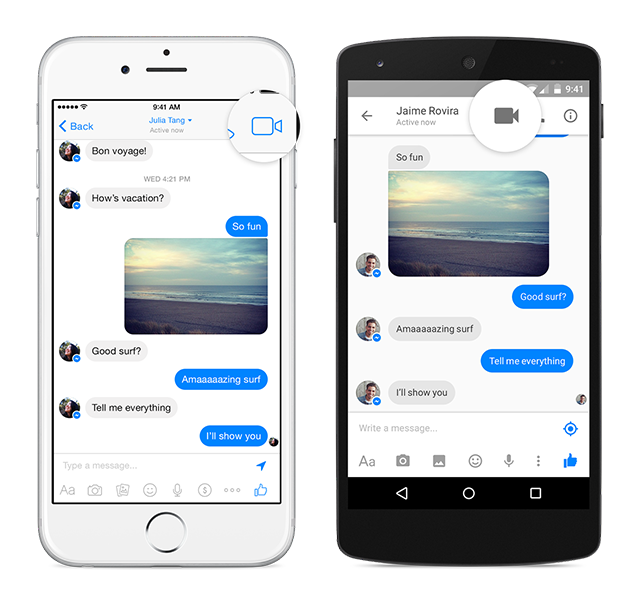 9:41 AM
Back
Julia Tang
Active now
Bon voyage!
WED 4:21 PM
How's vacation?
So fun
Good surf?
Amaaaaazing surf
Tell me everything
I'll show you
Type a message...
Aa
$
9:41
Jaime Rovira
Active now
So fun
Good surf?
Amaaaaazing surf
Tell me everything
I'll show you
Write a message...
Aa